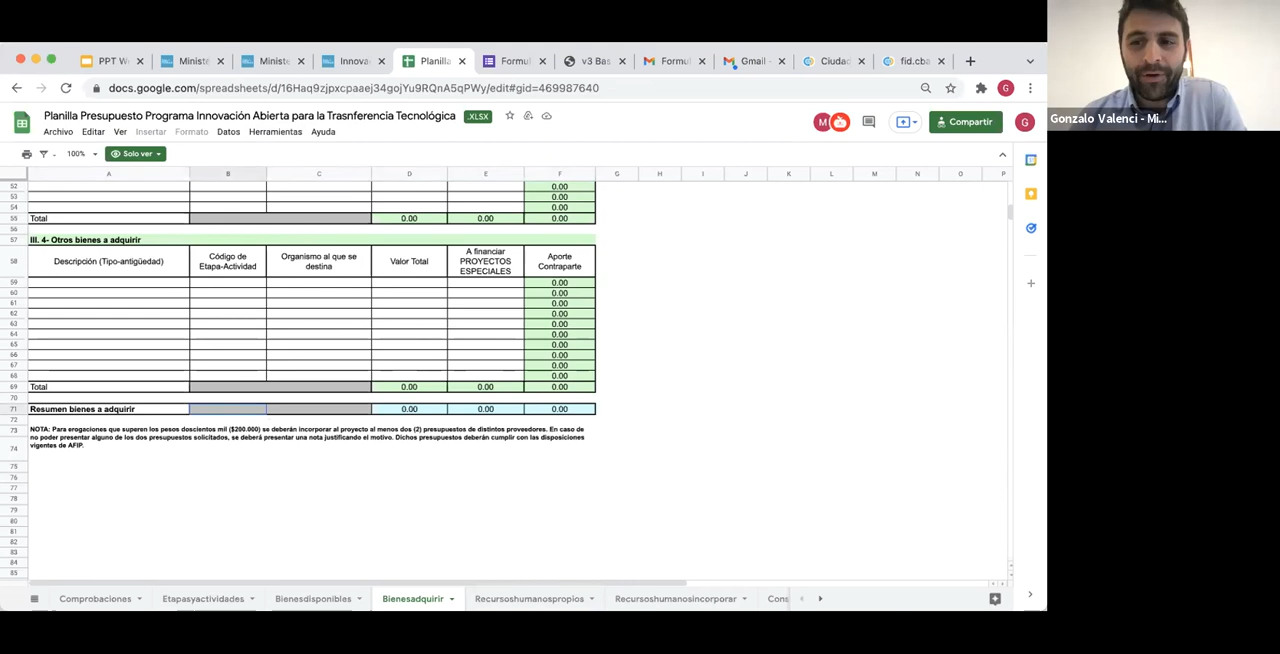 PPT W
Ministe
Ministe
Innova
Planilla
Formul
v3 Bas
Formul
Gmail -
Ciudad
fid.cba
docs.google.com/spreadsheets/d/16Haq9zjpxcpaaej34gojYu9RQnA5qPWy/edit#gid=469987640
G
Planilla Presupuesto Programa Innovación Abierta para la Trasnferencia Tecnológica .XLSX
Archivo Editar Ver Insertar Formato Datos Herramientas Ayuda
M
Compartir
G
100% Solo ver
A B C D E F G H I J K L M N O P
52 0.00
53 0.00
54 0.00
55 Total 0.00 0.00 0.00
56
57 III. 4- Otros bienes a adquirir
58 Descripción (Tipo-antigüedad) Código de Etapa-Actividad Organismo al que se destina Valor Total A financiar PROYECTOS ESPECIALES Aporte Contraparte
59 0.00
60 0.00
61 0.00
62 0.00
63 0.00
64 0.00
65 0.00
66 0.00
67 0.00
68 0.00
69 Total 0.00 0.00 0.00
70
71 Resumen bienes a adquirir 0.00 0.00 0.00
72
73 NOTA: Para erogaciones que superen los pesos doscientos mil ($200.000) se deberán incorporar al proyecto al menos dos (2) presupuestos de distintos proveedores. En caso de
no poder presentar alguno de los dos presupuestos solicitados, se deberá presentar una nota justificando el motivo. Dichos presupuestos deberán cumplir con las disposiciones
74 vigentes de AFIP.
75
76
77
78
79
80
81
82
83
84
85
Comprobaciones Etapasyactividades Bienesdisponibles Bienesadquirir Recursoshumanospropios Recursoshumanosincorporar Cons
Gonzalo Valenci - Mi...